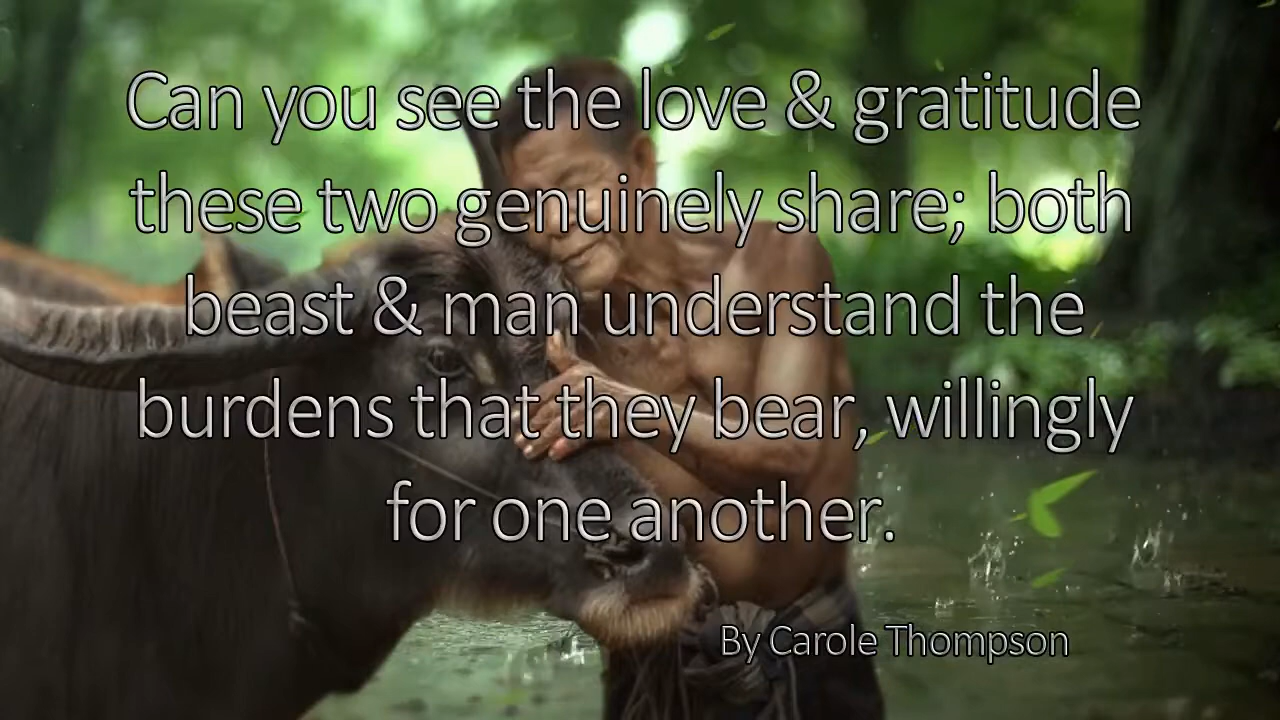 Can you see the love & gratitude
these two genuinely share; both
beast & man understand the
burdens that they bear, willingly
for one another.
By Carole Thompson